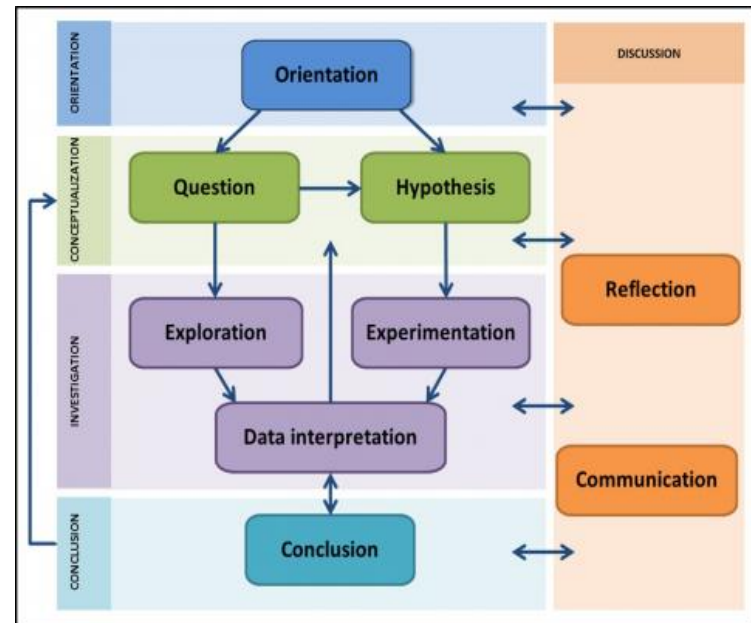 ORIENTATION
Orientation
DISCUSSION
CONCEPTUALIZATION
Question
Hypothesis
Reflection
INVESTIGATION
Exploration
Experimentation
Data interpretation
Communication
CONCLUSION
Conclusion